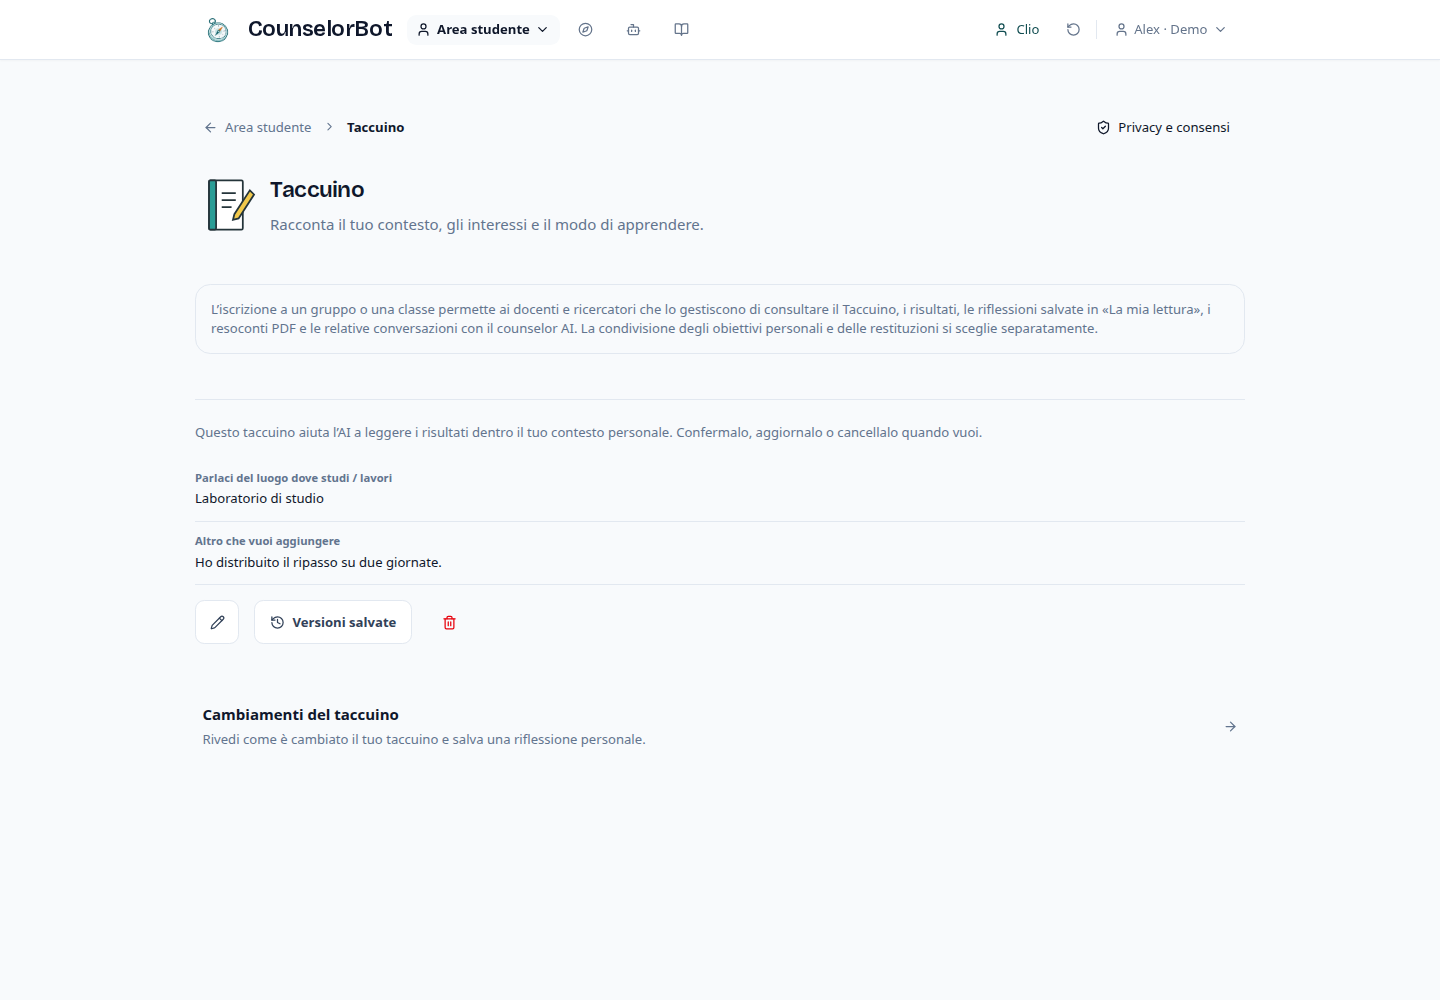 CounselorBot
Area studente
Clio
Alex · Demo
Area studente
Taccuino
Privacy e consensi
Taccuino
Racconta il tuo contesto, gli interessi e il modo di apprendere.
L’iscrizione a un gruppo o una classe permette ai docenti e ricercatori che lo gestiscono di consultare il Taccuino, i risultati, le riflessioni salvate in «La mia lettura», i
resoconti PDF e le relative conversazioni con il counselor AI. La condivisione degli obiettivi personali e delle restituzioni si sceglie separatamente.
Questo taccuino aiuta l’AI a leggere i risultati dentro il tuo contesto personale. Confermalo, aggiornalo o cancellalo quando vuoi.
Parlaci del luogo dove studi / lavori
Laboratorio di studio
Altro che vuoi aggiungere
Ho distribuito il ripasso su due giornate.
Versioni salvate
Cambiamenti del taccuino
Rivedi come è cambiato il tuo taccuino e salva una riflessione personale.